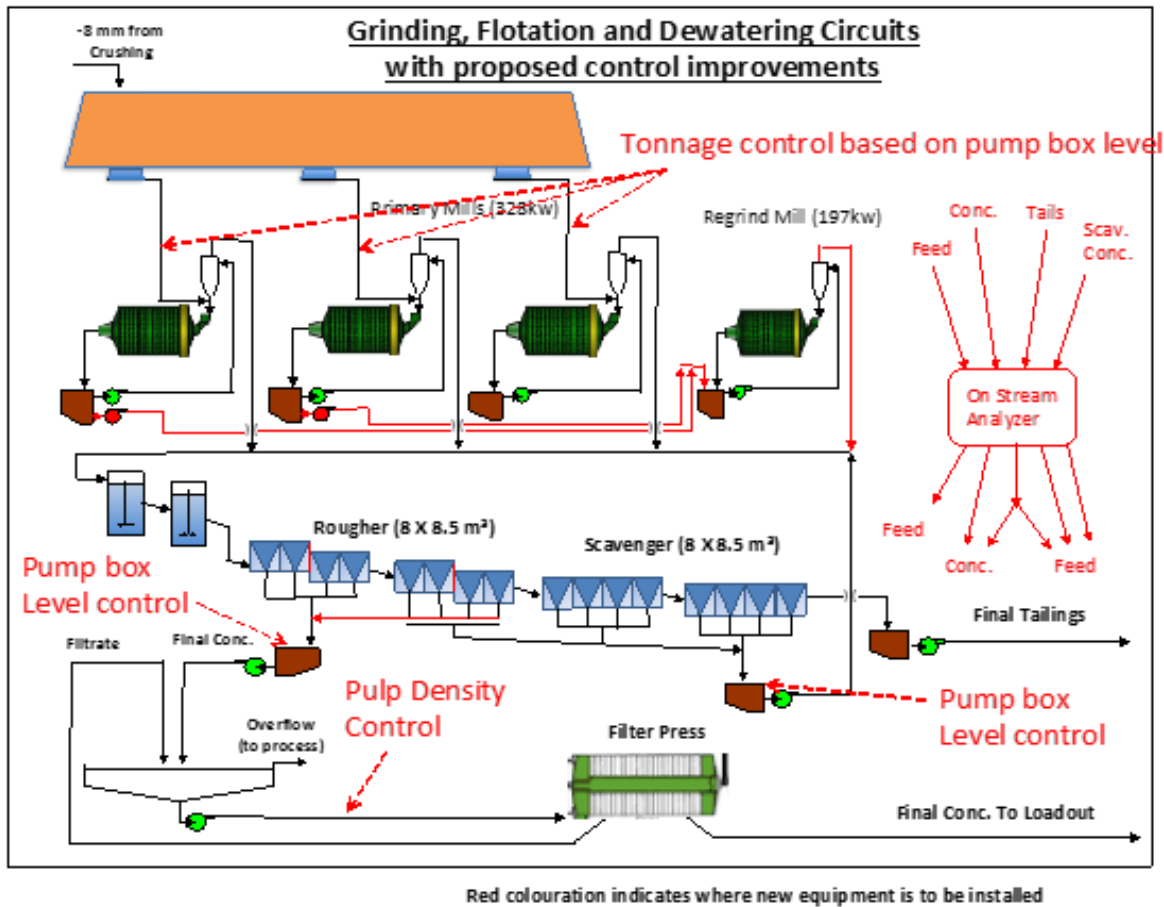 -8 mm from
Crushing
Grinding, Flotation and Dewatering Circuits
with proposed control improvements
Tonnage control based on pump box level
Primary Mills (328kw)
Regrind Mill (197kw)
Feed
Conc.
Tails
Scav.
Conc.
On Stream
Analyzer
Feed
Conc.
Feed
Rougher (8 X 8.5 m³)
Scavenger (8 X 8.5 m³)
Pump box
Level control
Filtrate
Final Conc.
Final Tailings
Pulp Density
Control
Pump box
Level control
Overflow
(to process)
Filter Press
Final Conc. To Loadout
Red colouration indicates where new equipment is to be installed